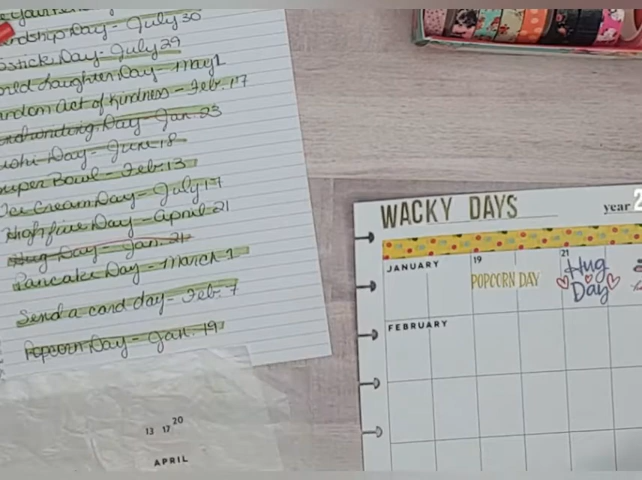 Day - July 30
Day - July 29
Laughter Day - May 1
Random Act of Kindness - Feb. 17
Handwriting Day - Jan. 23
Sushi Day - June 18
Super Bowl - Feb. 13
Ice Cream Day - July 17
High five Day - April 21
Hug Day - Jan. 21
Pancake Day - March 1
Send a card day - Feb. 7
Popcorn Day - Jan. 19
13 17 20
APRIL
WACKY DAYS
year 2
JANUARY
19
POPCORN DAY
21
Hug
Day
FEBRUARY